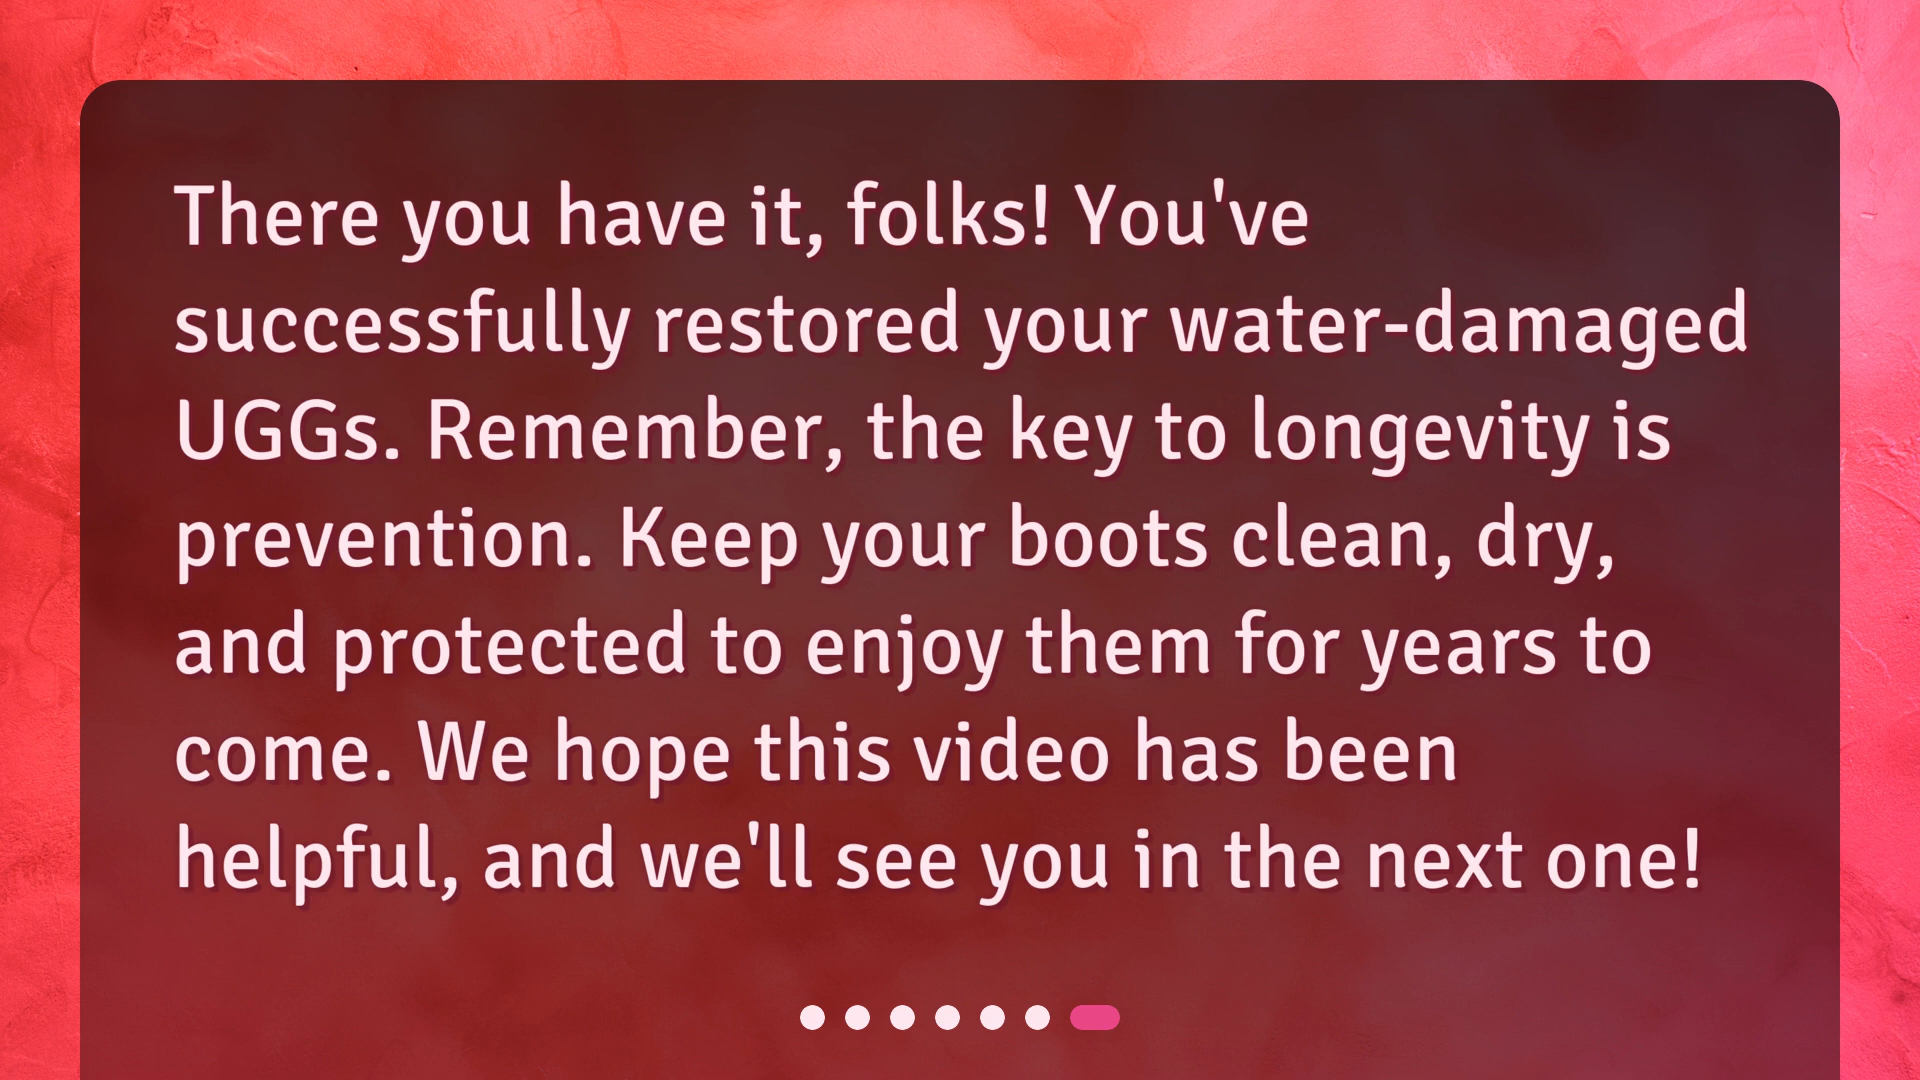 There you have it, folks! You've
successfully restored your water-damaged
UGGs. Remember, the key to longevity is
prevention. Keep your boots clean, dry,
and protected to enjoy them for years to
come. We hope this video has been
helpful, and we'll see you in the next one!